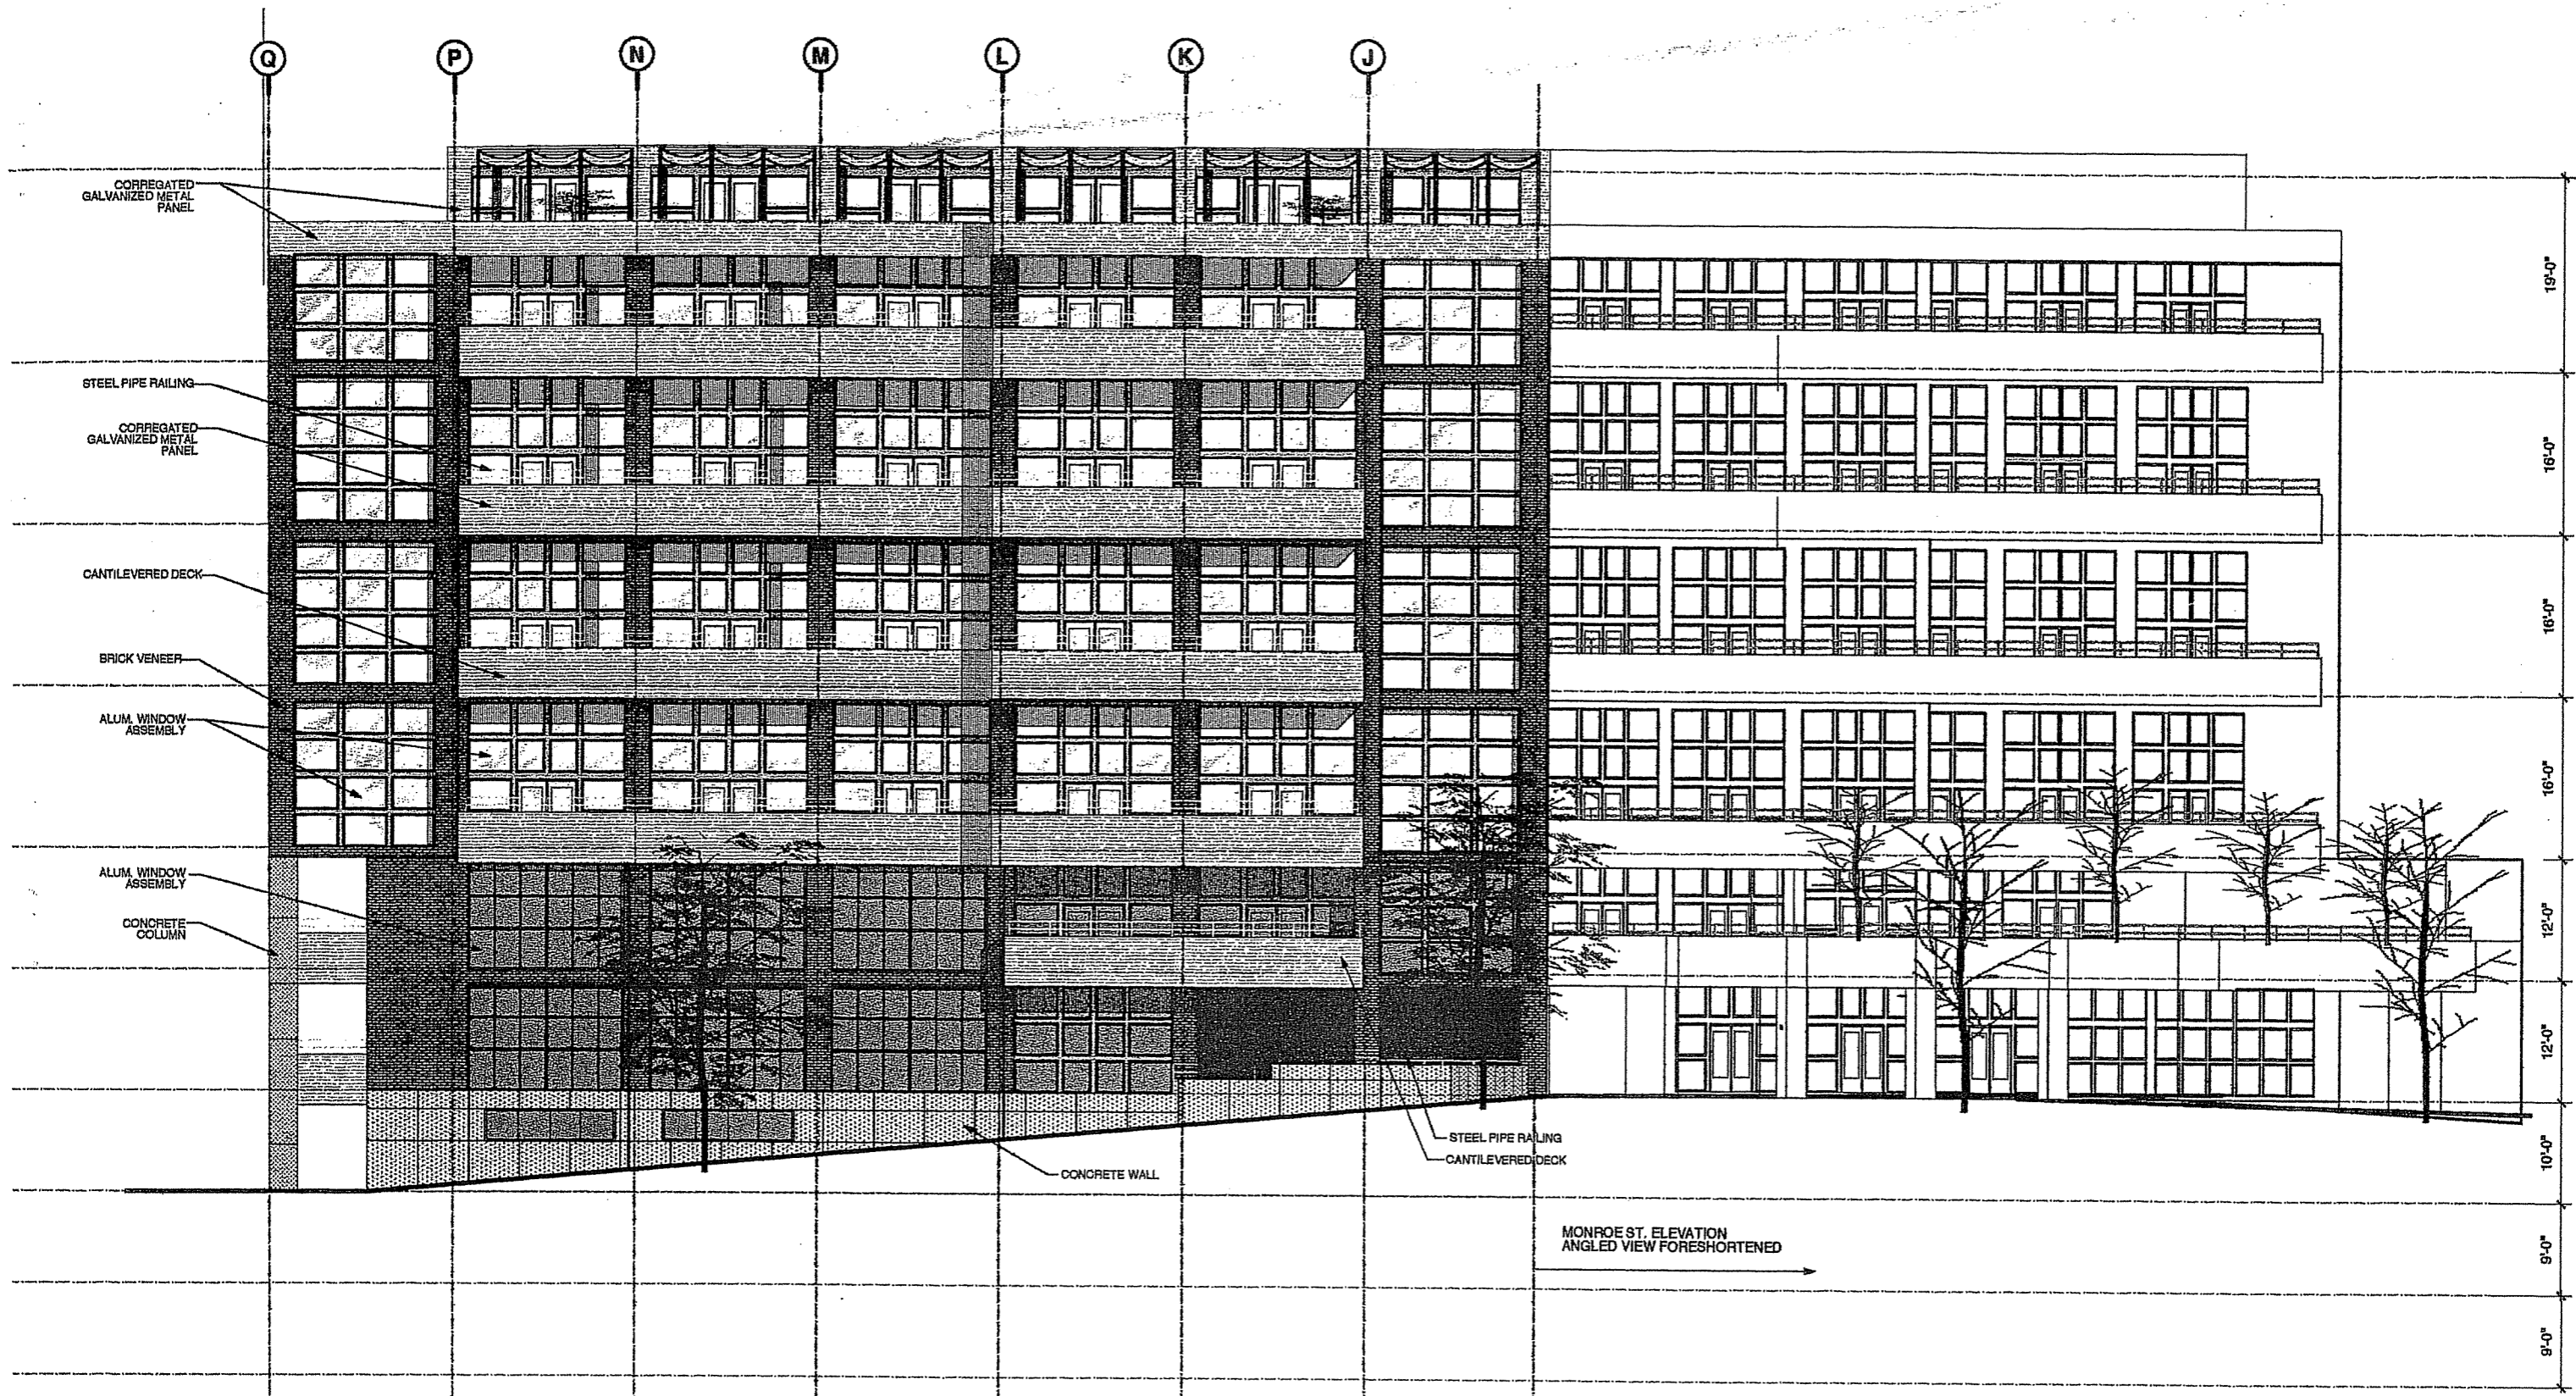 Q P N M L K J
CORREGATED
GALVANIZED METAL
PANEL
STEEL PIPE RAILING
CORREGATED
GALVANIZED METAL
PANEL
CANTILEVERED DECK
BRICK VENEER
ALUM. WINDOW
ASSEMBLY
ALUM. WINDOW
ASSEMBLY
CONCRETE
COLUMN
CONCRETE WALL
STEEL PIPE RAILING
CANTILEVERED DECK
MONROE ST. ELEVATION
ANGLED VIEW FORESHORTENED
19'-0"
16'-0"
16'-0"
16'-0"
12'-0"
12'-0"
10'-0"
9'-0"
9'-0"